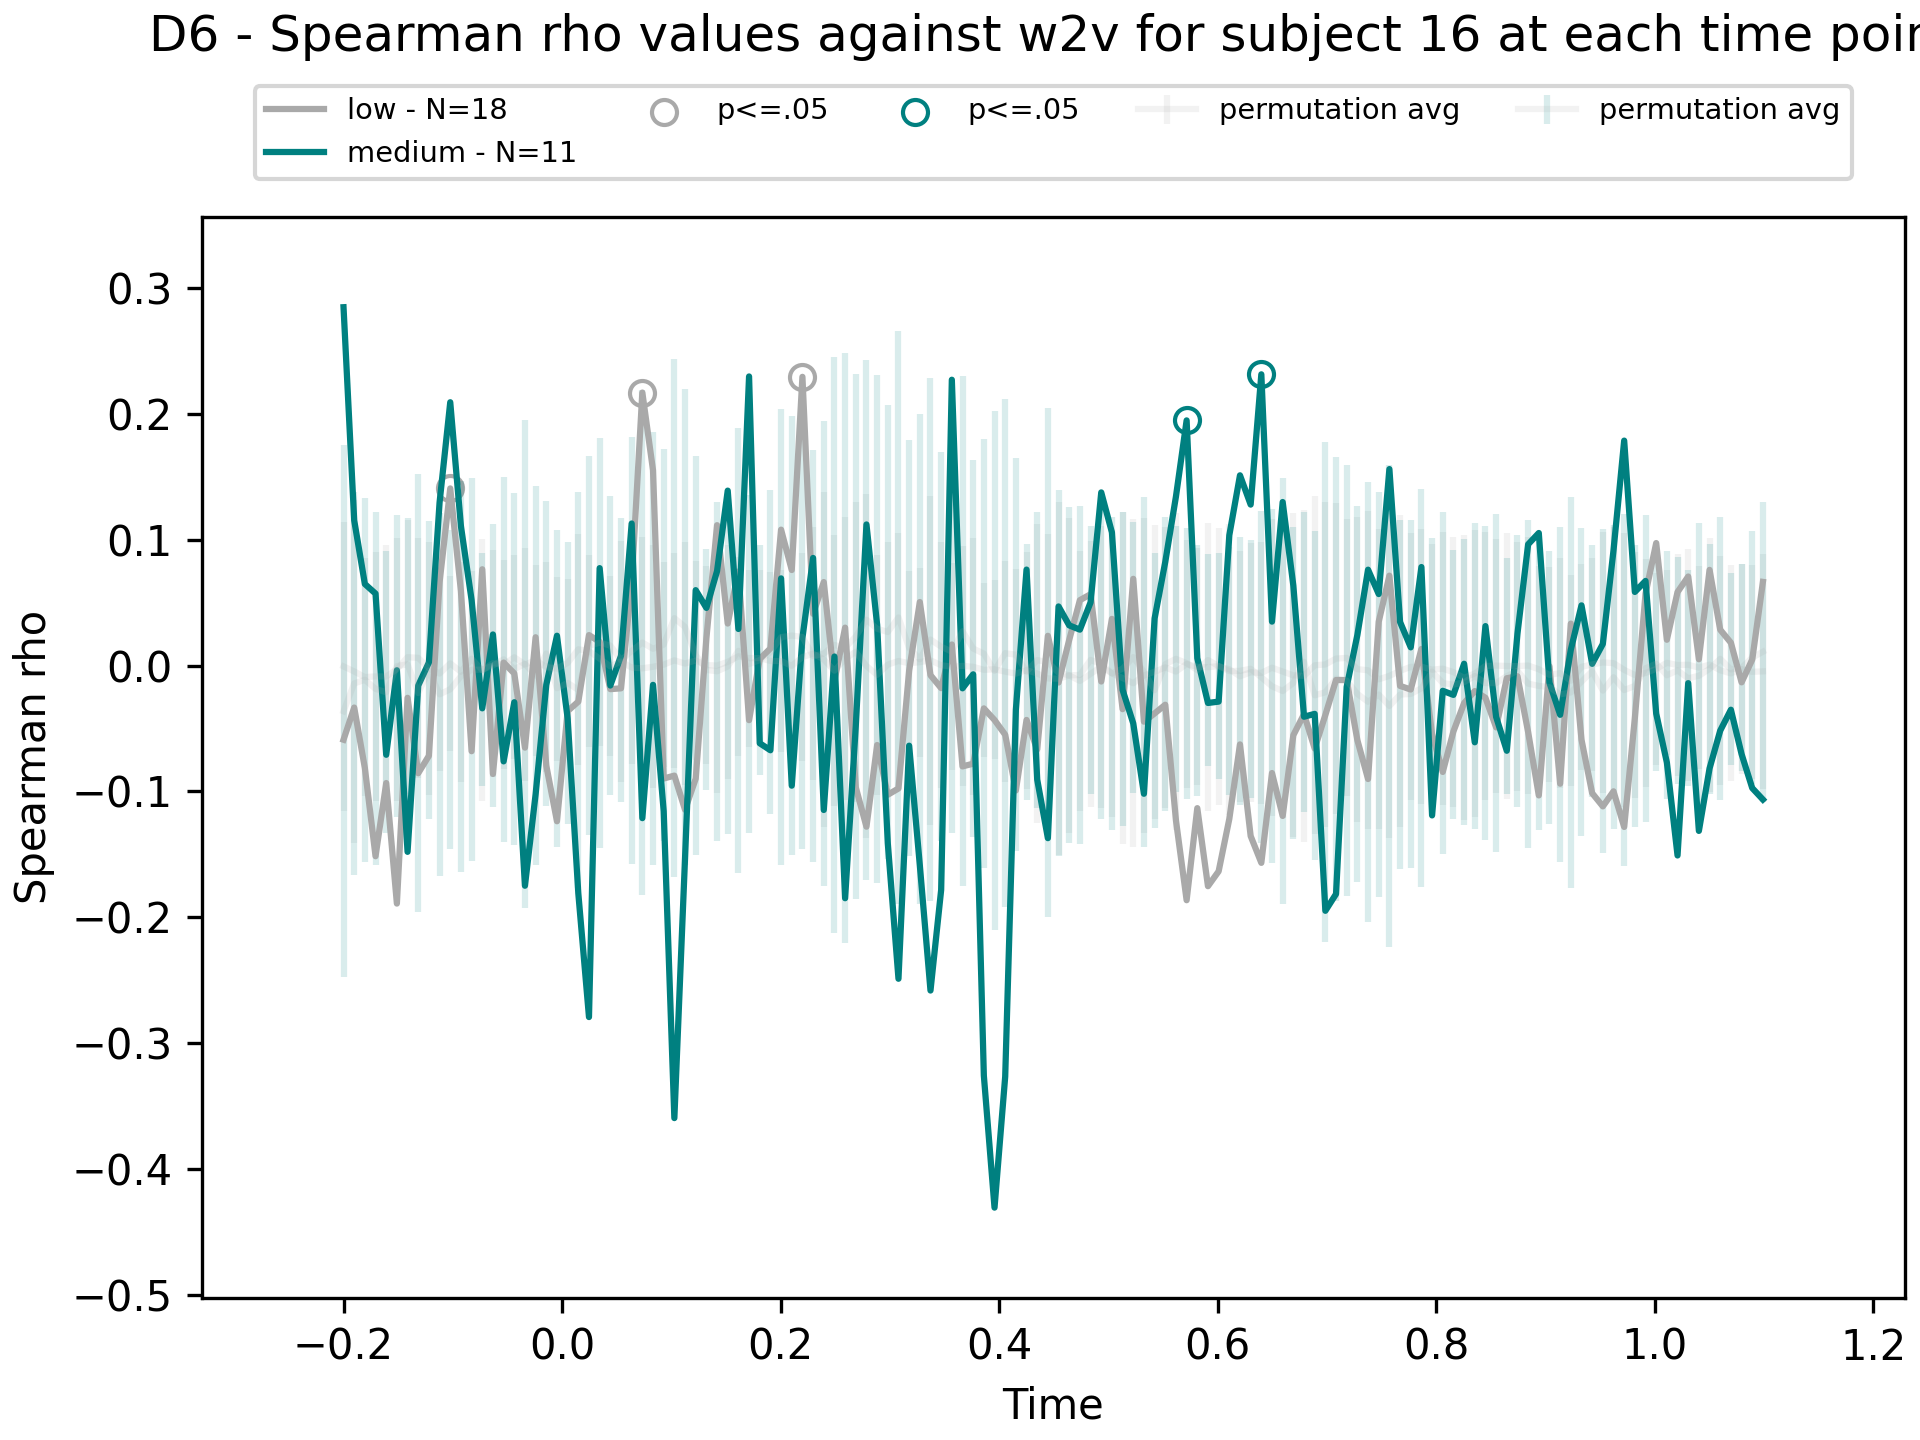 D6 - Spearman rho values against w2v for subject 16 at each time poin
low - N=18
medium - N=11
p<=.05
p<=.05
permutation avg
permutation avg
Spearman rho
0.3
0.2
0.1
0.0
−0.1
−0.2
−0.3
−0.4
−0.5
−0.2 0.0 0.2 0.4 0.6 0.8 1.0 1.2
Time